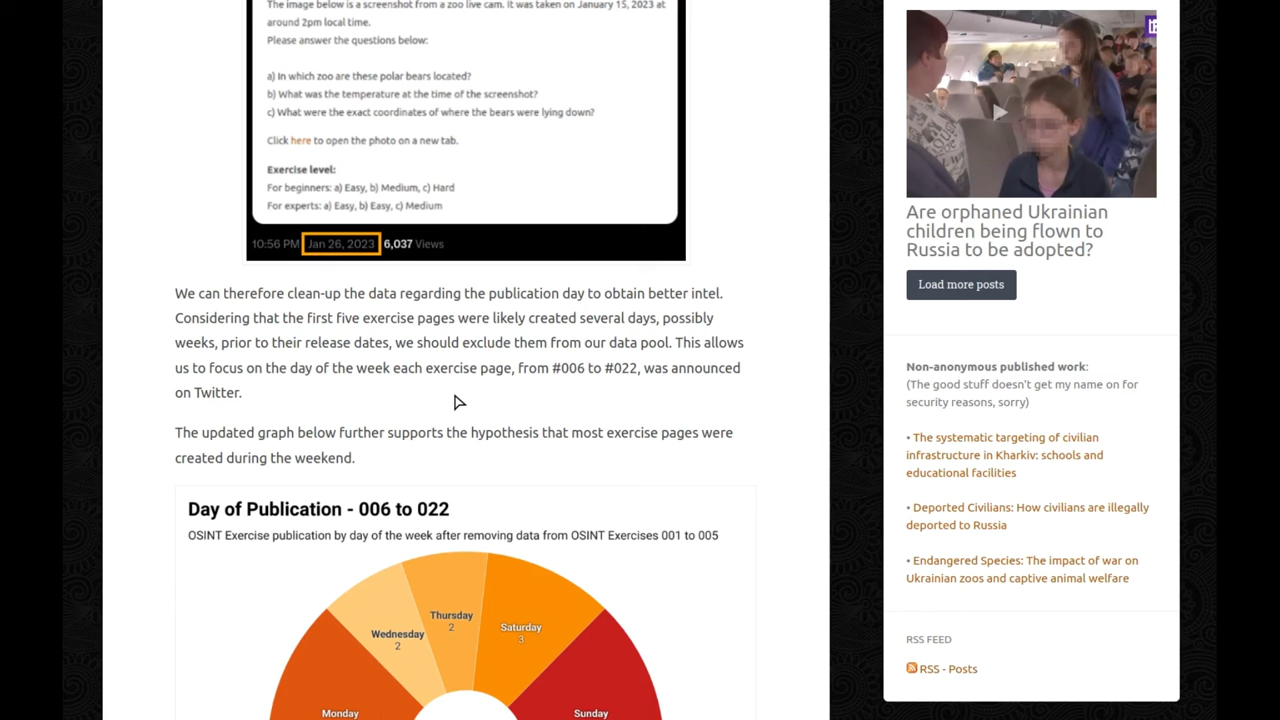 The image below is a screenshot from a zoo live cam. It was taken on January 15, 2023 at
around 2pm local time.
Please answer the questions below:
a) In which zoo are these polar bears located?
b) What was the temperature at the time of the screenshot?
c) What were the exact coordinates of where the bears were lying down?
Click here to open the photo on a new tab.
Exercise level:
For beginners: a) Easy, b) Medium, c) Hard
For experts: a) Easy, b) Easy, c) Medium
10:56 PM Jan 26, 2023 6,037 Views
We can therefore clean-up the data regarding the publication day to obtain better intel.
Considering that the first five exercise pages were likely created several days, possibly
weeks, prior to their release dates, we should exclude them from our data pool. This allows
us to focus on the day of the week each exercise page, from #006 to #022, was announced
on Twitter.
The updated graph below further supports the hypothesis that most exercise pages were
created during the weekend.
Day of Publication - 006 to 022
OSINT Exercise publication by day of the week after removing data from OSINT Exercises 001 to 005
Thursday
2
Wednesday
2
Saturday
3
Monday
Sunday
Are orphaned Ukrainian
children being flown to
Russia to be adopted?
Load more posts
Non-anonymous published work:
(The good stuff doesn't get my name on for
security reasons, sorry)
• The systematic targeting of civilian
infrastructure in Kharkiv: schools and
educational facilities
• Deported Civilians: How civilians are illegally
deported to Russia
• Endangered Species: The impact of war on
Ukrainian zoos and captive animal welfare
RSS FEED
RSS - Posts